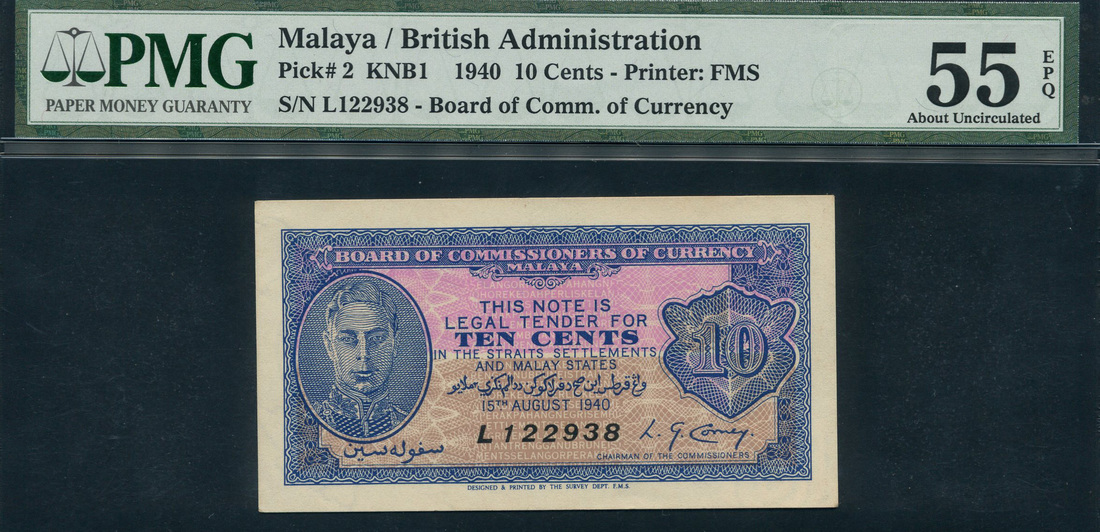 PMG
PAPER MONEY GUARANTY
Malaya / British Administration
Pick# 2 KNB1 1940 10 Cents - Printer: FMS
S/N L122938 - Board of Comm. of Currency
55
EPQ
About Uncirculated
BOARD OF COMMISSIONERS OF CURRENCY
MALAYA
THIS NOTE IS
LEGAL TENDER FOR
TEN CENTS
IN THE STRAITS SETTLEMENTS
AND MALAY STATES
10
15TH AUGUST 1940
L122938
سفوله سين
CHAIRMAN OF THE COMMISSIONERS
DESIGNED & PRINTED BY THE SURVEY DEPT. F.M.S.